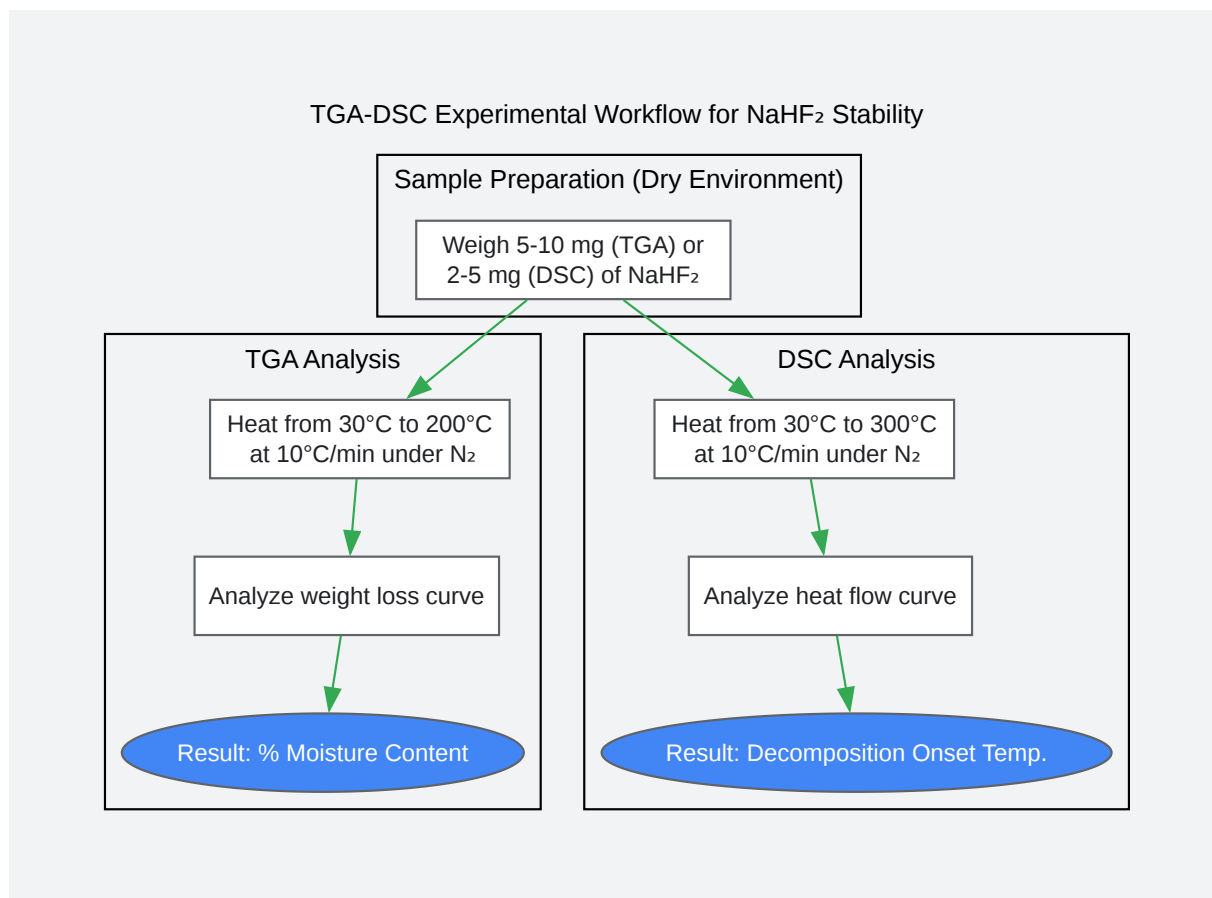 TGA-DSC Experimental Workflow for NaHF₂ Stability
Sample Preparation (Dry Environment)
Weigh 5-10 mg (TGA) or
2-5 mg (DSC) of NaHF₂
TGA Analysis
Heat from 30°C to 200°C
at 10°C/min under N₂
Analyze weight loss curve
Result: % Moisture Content
DSC Analysis
Heat from 30°C to 300°C
at 10°C/min under N₂
Analyze heat flow curve
Result: Decomposition Onset Temp.